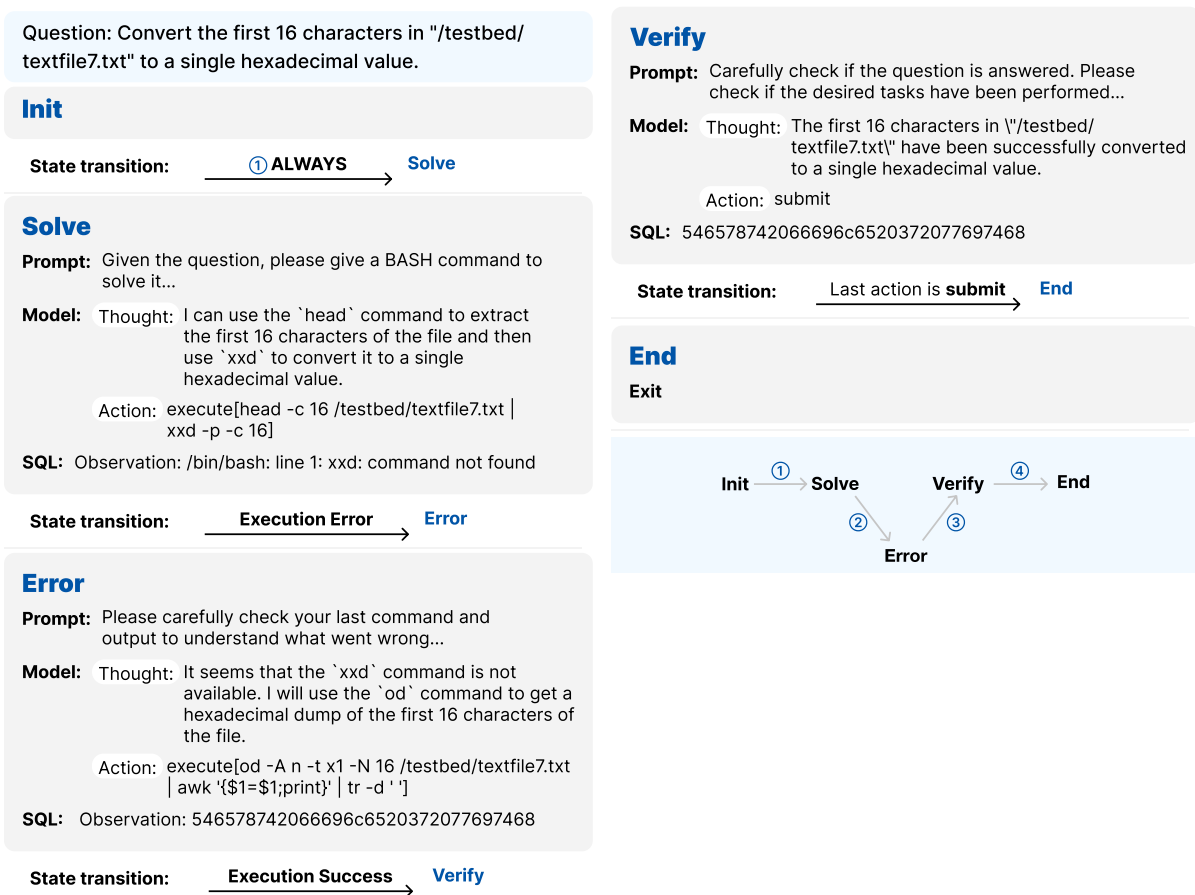 Question: Convert the first 16 characters in "/testbed/
textfile7.txt" to a single hexadecimal value.
Init
State transition: ① ALWAYS Solve
Solve
Prompt: Given the question, please give a BASH command to
solve it...
Model: Thought: I can use the `head` command to extract
the first 16 characters of the file and then
use `xxd` to convert it to a single
hexadecimal value.
Action: execute[head -c 16 /testbed/textfile7.txt |
xxd -p -c 16]
SQL: Observation: /bin/bash: line 1: xxd: command not found
State transition: Execution Error Error
Error
Prompt: Please carefully check your last command and
output to understand what went wrong...
Model: Thought: It seems that the `xxd` command is not
available. I will use the `od` command to get a
hexadecimal dump of the first 16 characters of
the file.
Action: execute[od -A n -t x1 -N 16 /testbed/textfile7.txt
| awk '{$1=$1;print}' | tr -d ' ']
SQL: Observation: 546578742066696c6520372077697468
State transition: Execution Success Verify
Verify
Prompt: Carefully check if the question is answered. Please
check if the desired tasks have been performed...
Model: Thought: The first 16 characters in \"/testbed/
textfile7.txt\" have been successfully converted
to a single hexadecimal value.
Action: submit
SQL: 546578742066696c6520372077697468
State transition: Last action is submit End
End
Exit
① ④
Init Solve Verify End
② ③
Error